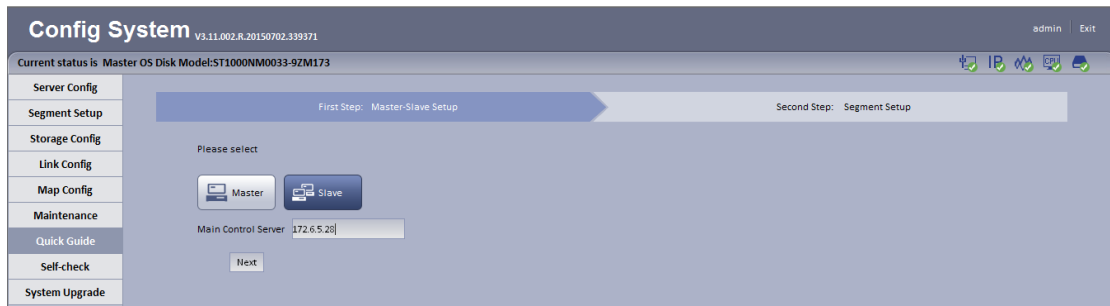 Config System V3.11.002.R.20150702.339371
admin Exit
Current status is Master OS Disk Model:ST1000NM0033-9ZM173
IP CPU
Server Config
Segment Setup
Storage Config
Link Config
Map Config
Maintenance
Quick Guide
Self-check
System Upgrade
First Step: Master-Slave Setup
Second Step: Segment Setup
Please select
Master
Slave
Main Control Server 172.6.5.28
Next